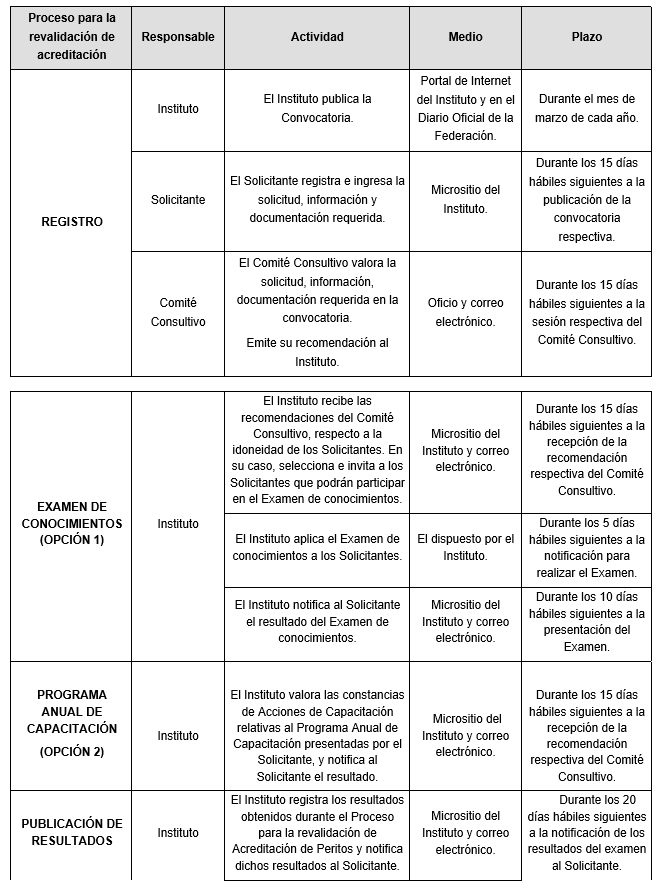 Proceso para la
revalidación de
acreditación
Responsable
Actividad
Medio
Plazo
REGISTRO
Instituto
El Instituto publica la
Convocatoria.
Portal de Internet
del Instituto y en el
Diario Oficial de la
Federación.
Durante el mes de
marzo de cada año.
Solicitante
El Solicitante registra e ingresa la
solicitud, información y
documentación requerida.
Micrositio del
Instituto.
Durante los 15 días
hábiles siguientes a la
publicación de la
convocatoria
respectiva.
Comité
Consultivo
El Comité Consultivo valora la
solicitud, información,
documentación requerida en la
convocatoria.
Emite su recomendación al
Instituto.
Oficio y correo
electrónico.
Durante los 15 días
hábiles siguientes a la
sesión respectiva del
Comité Consultivo.
EXAMEN DE
CONOCIMIENTOS
(OPCIÓN 1)
Instituto
El Instituto recibe las
recomendaciones del Comité
Consultivo, respecto a la
idoneidad de los Solicitantes. En
su caso, selecciona e invita a los
Solicitantes que podrán participar
en el Examen de conocimientos.
Micrositio del
Instituto y correo
electrónico.
Durante los 15 días
hábiles siguientes a la
recepción de la
recomendación
respectiva del Comité
Consultivo.
El Instituto aplica el Examen de
conocimientos a los Solicitantes.
El dispuesto por el
Instituto.
Durante los 5 días
hábiles siguientes a la
notificación para
realizar el Examen.
El Instituto notifica al Solicitante
el resultado del Examen de
conocimientos.
Micrositio del
Instituto y correo
electrónico.
Durante los 10 días
hábiles siguientes a la
presentación del
Examen.
PROGRAMA
ANUAL DE
CAPACITACIÓN
(OPCIÓN 2)
Instituto
El Instituto valora las constancias
de Acciones de Capacitación
relativas al Programa Anual de
Capacitación presentadas por el
Solicitante, y notifica al
Solicitante el resultado.
Micrositio del
Instituto y correo
electrónico.
Durante los 15 días
hábiles siguientes a la
recepción de la
recomendación
respectiva del Comité
Consultivo.
PUBLICACIÓN DE
RESULTADOS
Instituto
El Instituto registra los resultados
obtenidos durante el Proceso
para la revalidación de
Acreditación de Peritos y notifica
dichos resultados al Solicitante.
Micrositio del
Instituto y correo
electrónico.
Durante los 20
días hábiles siguientes
a la notificación de los
resultados del examen
al Solicitante.